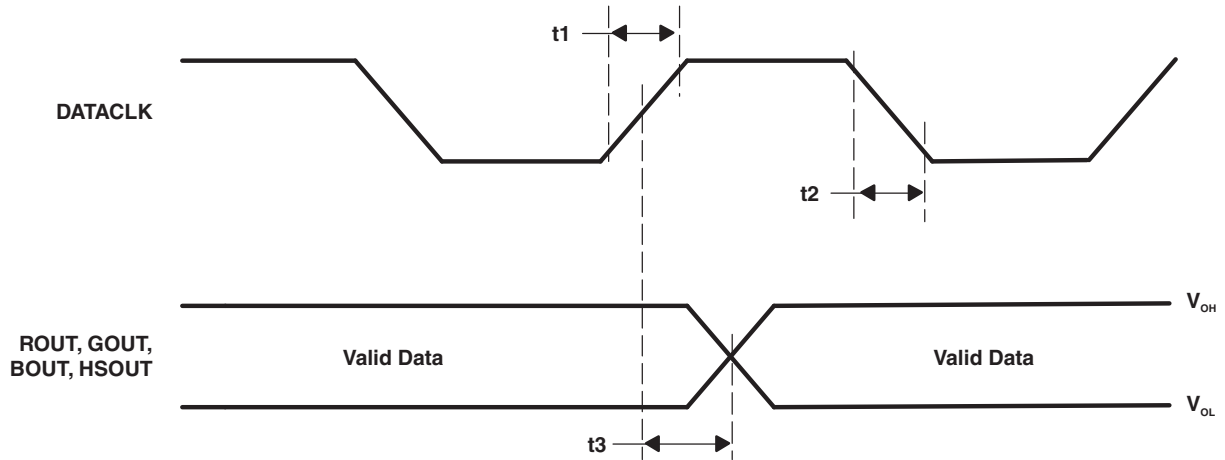 t1
DATACLK
t2
V_OH
ROUT, GOUT,
BOUT, HSOUT
Valid Data
Valid Data
V_OL
t3